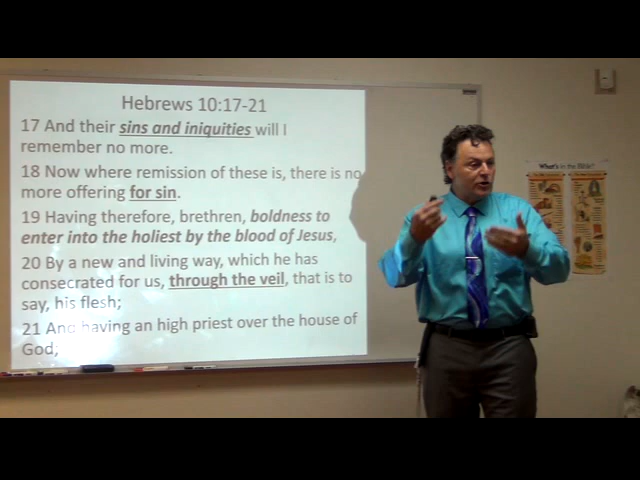 Hebrews 10:17-21
17 And their sins and iniquities will I
remember no more.
18 Now where remission of these is, there is no
more offering for sin.
19 Having therefore, brethren, boldness to
enter into the holiest by the blood of Jesus,
20 By a new and living way, which he has
consecrated for us, through the veil, that is to
say, his flesh;
21 And having an high priest over the house of
God;
What's in the Bible?